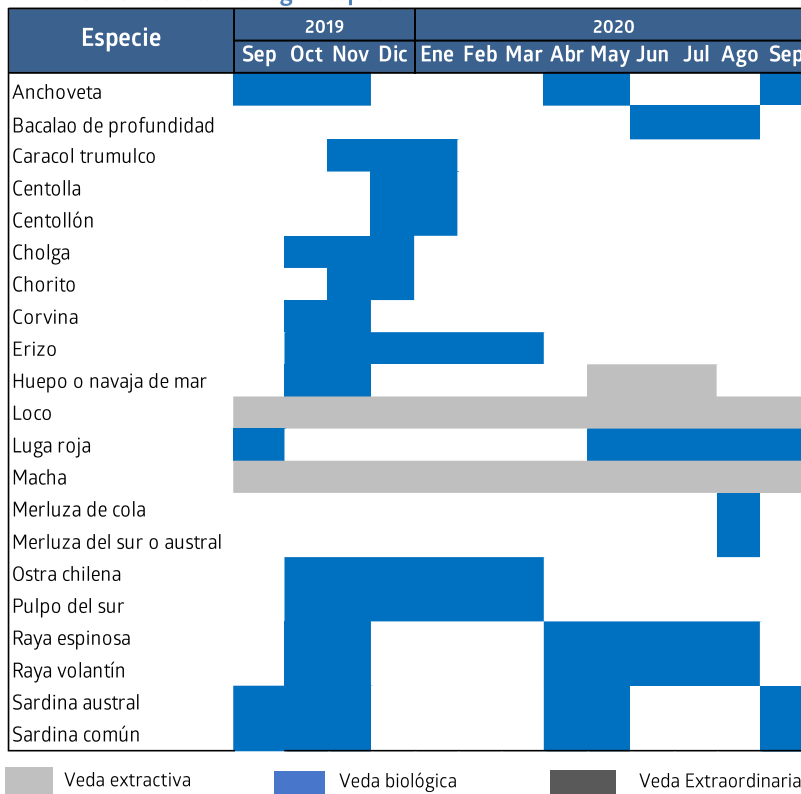 Especie
2019 2020
Sep Oct Nov Dic Ene Feb Mar Abr May Jun Jul Ago Sep
Anchoveta
Bacalao de profundidad
Caracol trumulco
Centolla
Centollón
Cholga
Chorito
Corvina
Erizo
Huepo o navaja de mar
Loco
Luga roja
Macha
Merluza de cola
Merluza del sur o austral
Ostra chilena
Pulpo del sur
Raya espinosa
Raya volantín
Sardina austral
Sardina común
Veda extractiva Veda biológica Veda Extraordinaria